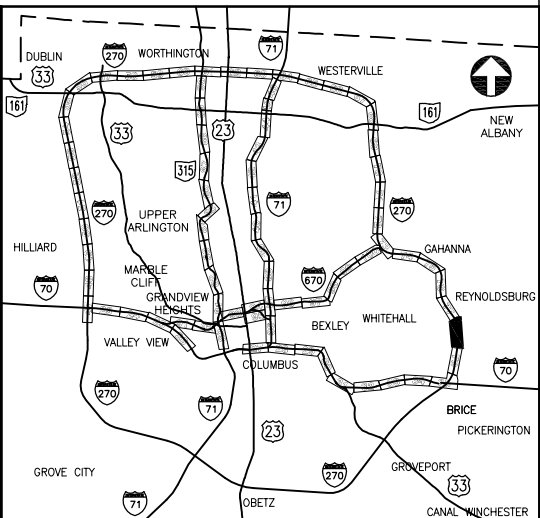 DUBLIN
270
WORTHINGTON
71
WESTERVILLE
33
161
161
NEW
ALBANY
33
23
315
270
71
270
UPPER
ARLINGTON
HILLIARD
GAHANNA
70
MARBLE
CLIFF
670
REYNOLDSBURG
GRANDVIEW
HEIGHTS
BEXLEY
WHITEHALL
VALLEY VIEW
COLUMBUS
70
270
71
BRICE
PICKERINGTON
23
GROVE CITY
270
GROVEPORT
33
71
OBETZ
CANAL WINCHESTER